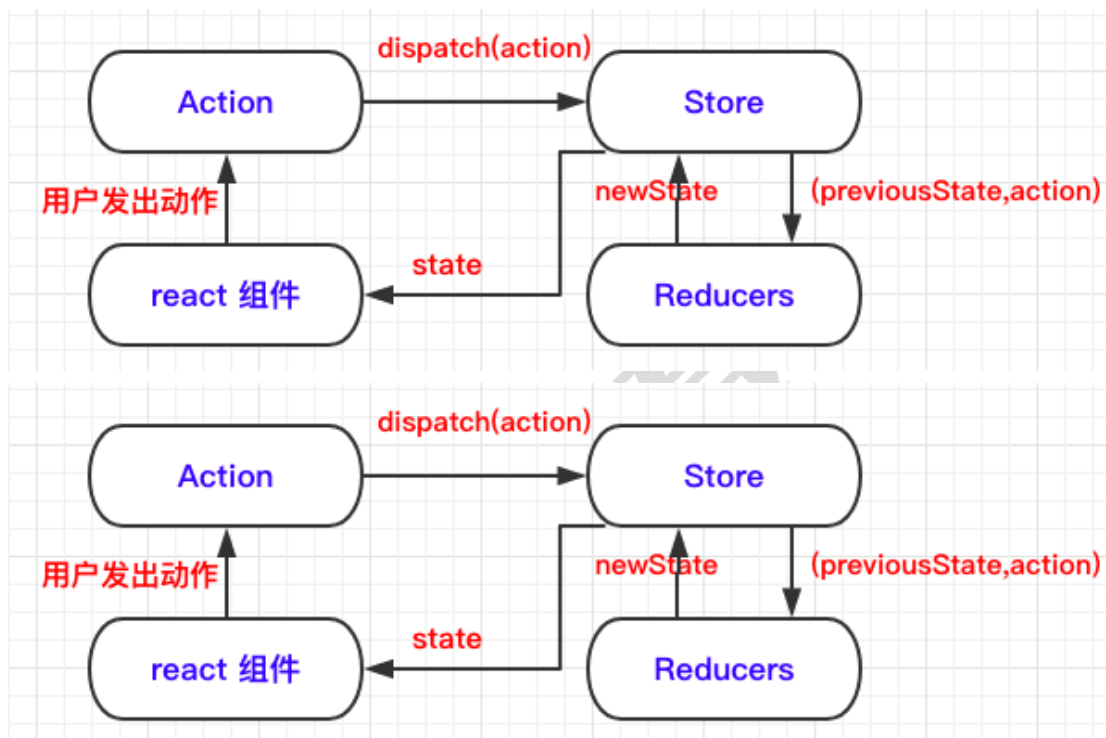 dispatch(action)
Action
Store
用户发出动作
newState
(previousState,action)
state
react 组件
Reducers
dispatch(action)
Action
Store
用户发出动作
newState
(previousState,action)
state
react 组件
Reducers